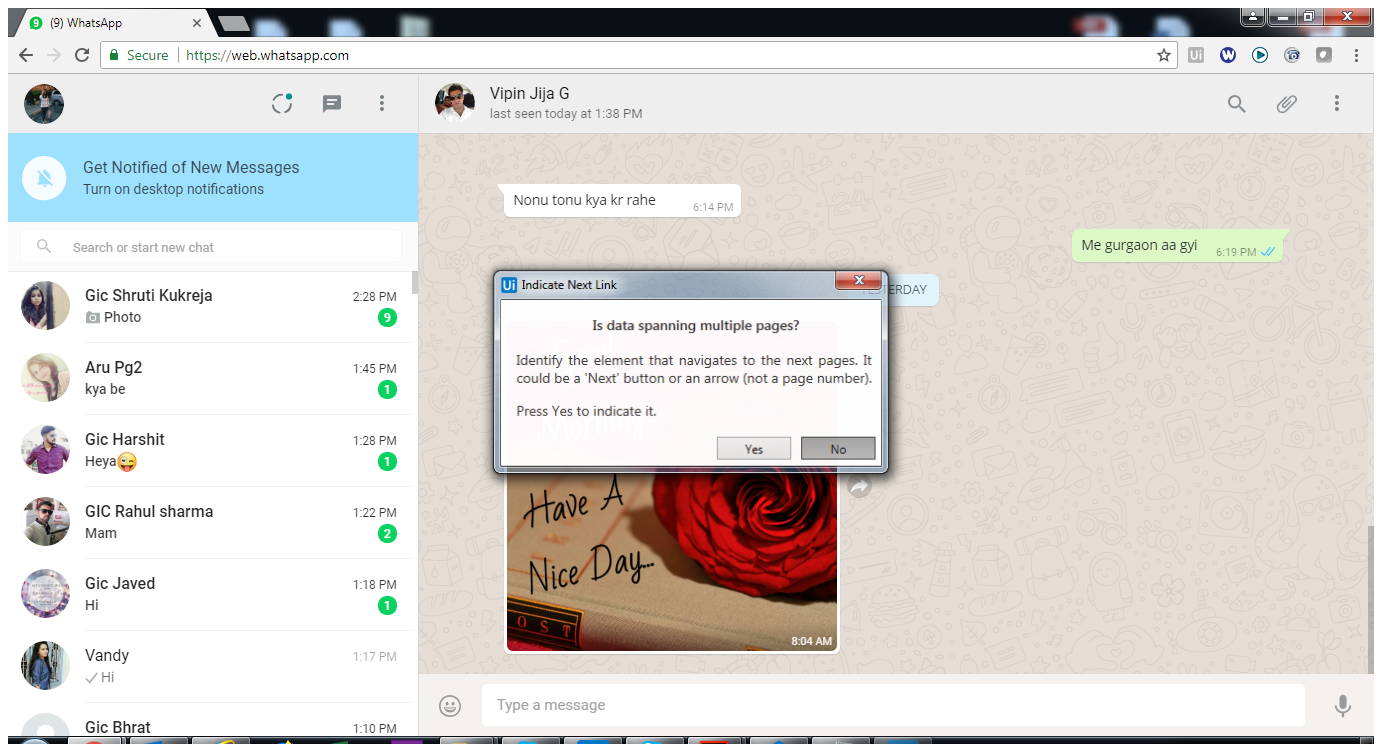 9
(9) WhatsApp
Secure
https://web.whatsapp.com
Ui
W
Vipin Jija G
last seen today at 1:38 PM
Get Notified of New Messages
Turn on desktop notifications
Search or start new chat
Gic Shruti Kukreja
2:28 PM
Photo
9
Aru Pg2
1:45 PM
kya be
1
Gic Harshit
1:28 PM
Heya😜
1
GIC Rahul sharma
1:22 PM
Mam
2
Gic Javed
1:18 PM
Hi
1
Vandy
1:17 PM
Hi
Gic Bhrat
1:10 PM
Nonu tonu kya kr rahe
6:14 PM
Me gurgaon aa gyi
6:19 PM
Ui Indicate Next Link
Is data spanning multiple pages?
Identify the element that navigates to the next pages. It
could be a 'Next' button or an arrow (not a page number).
Press Yes to indicate it.
Yes
No
Morning
Have A
Nice Day...
OST
8:04 AM
Type a message